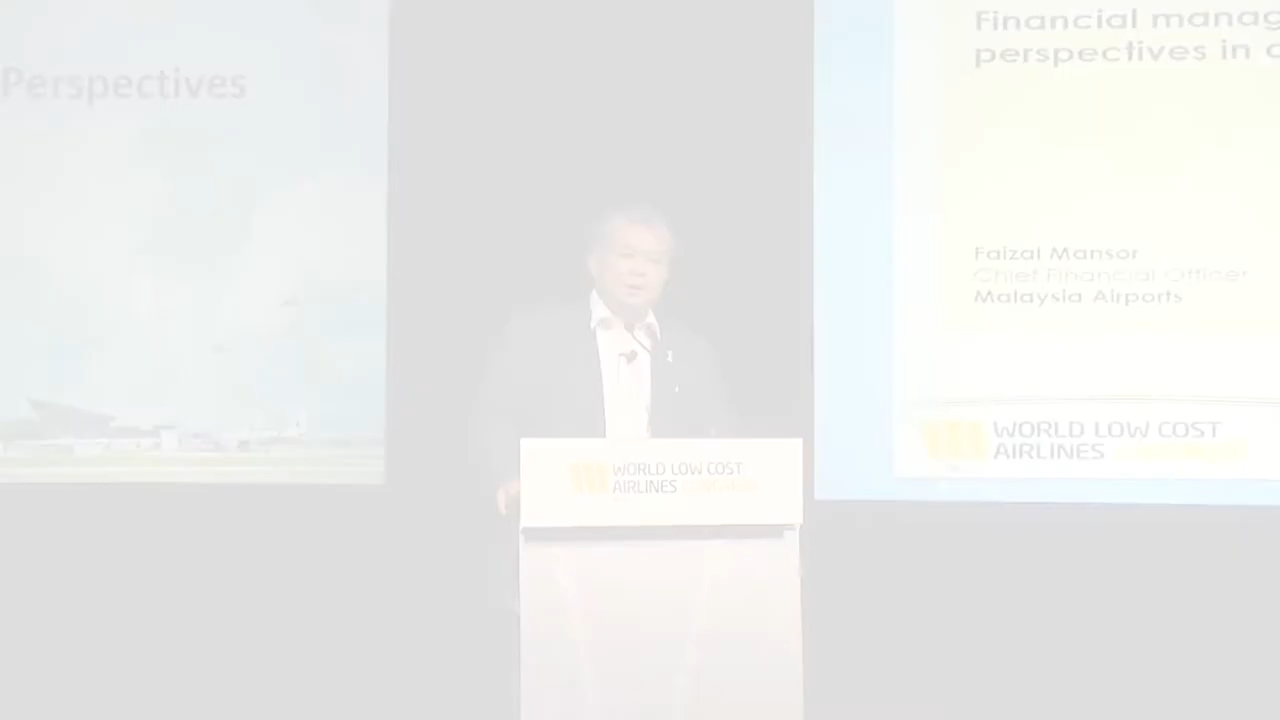 Perspectives
Financial manag
perspectives in c
Faizal Mansor
Chief Financial Officer
Malaysia Airports
WORLD LOW COST
AIRLINES
WORLD LOW COST
AIRLINES